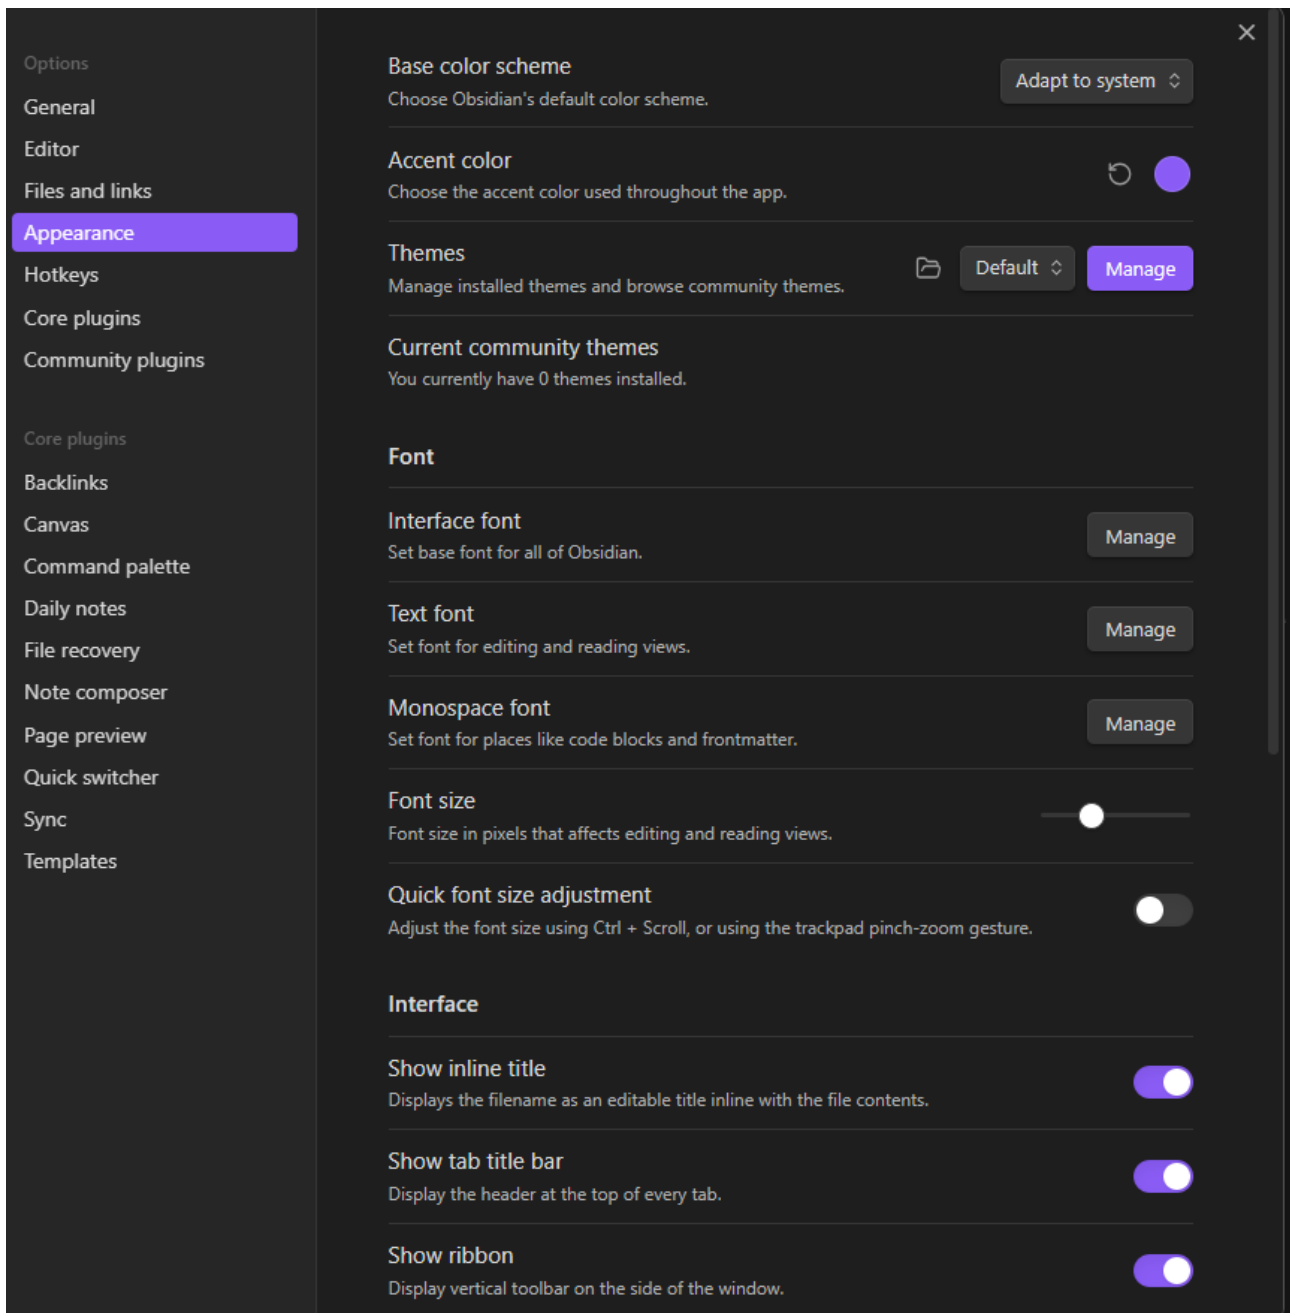 Options
General
Editor
Files and links
Appearance
Hotkeys
Core plugins
Community plugins
Core plugins
Backlinks
Canvas
Command palette
Daily notes
File recovery
Note composer
Page preview
Quick switcher
Sync
Templates
Base color scheme
Choose Obsidian's default color scheme.
Adapt to system
Accent color
Choose the accent color used throughout the app.
Themes
Manage installed themes and browse community themes.
Default
Manage
Current community themes
You currently have 0 themes installed.
Font
Interface font
Set base font for all of Obsidian.
Manage
Text font
Set font for editing and reading views.
Manage
Monospace font
Set font for places like code blocks and frontmatter.
Manage
Font size
Font size in pixels that affects editing and reading views.
Quick font size adjustment
Adjust the font size using Ctrl + Scroll, or using the trackpad pinch-zoom gesture.
Interface
Show inline title
Displays the filename as an editable title inline with the file contents.
Show tab title bar
Display the header at the top of every tab.
Show ribbon
Display vertical toolbar on the side of the window.